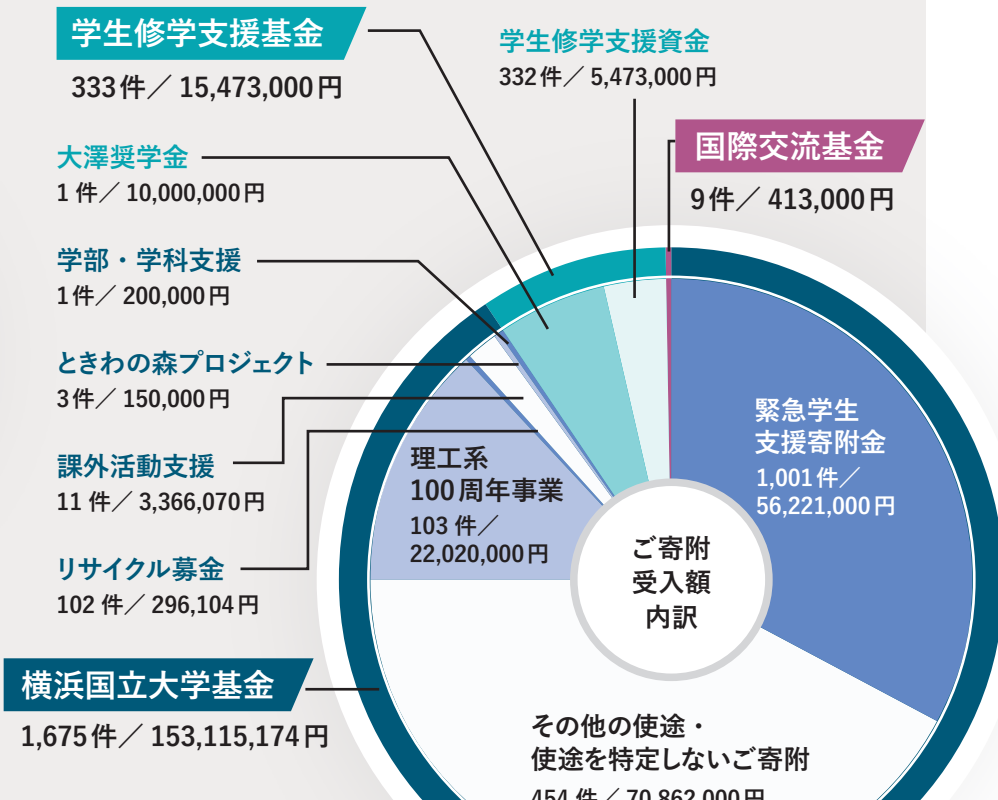 学生修学支援基金
333件／15,473,000円
学生修学支援資金
332件／5,473,000円
国際交流基金
9件／413,000円
大澤奨学金
1件／10,000,000円
学部・学科支援
1件／200,000円
ときわの森プロジェクト
3件／150,000円
課外活動支援
11件／3,366,070円
リサイクル募金
102件／296,104円
横浜国立大学基金
1,675件／153,115,174円
緊急学生
支援寄附金
1,001件／
56,221,000円
理工系
100周年事業
103件／
22,020,000円
ご寄附
受入額
内訳
その他の使途・
使途を特定しないご寄附
454件／70,862,000円